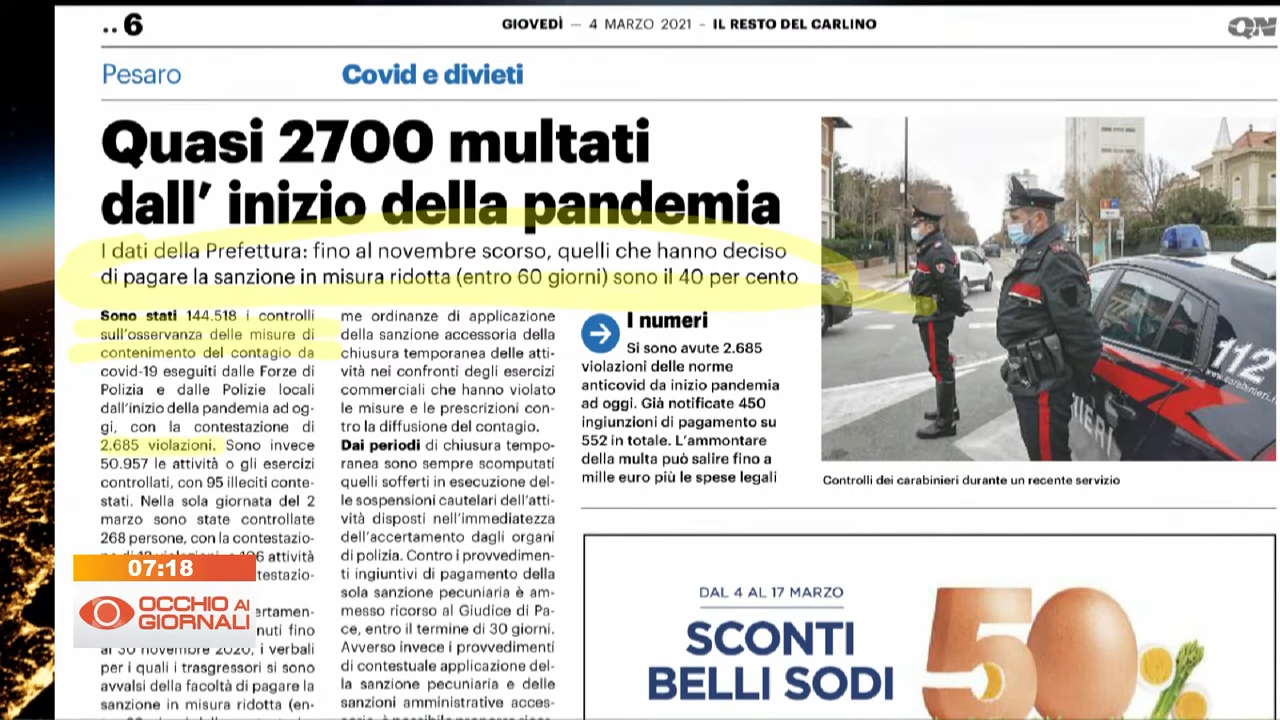 .. 6
GIOVEDÌ — 4 MARZO 2021 – IL RESTO DEL CARLINO
QN
Pesaro
Covid e divieti
Quasi 2700 multati
dall' inizio della pandemia
I dati della Prefettura: fino al novembre scorso, quelli che hanno deciso
di pagare la sanzione in misura ridotta (entro 60 giorni) sono il 40 per cento
Sono stati 144.518 i controlli
sull'osservanza delle misure di
contenimento del contagio da
covid-19 eseguiti dalle Forze di
Polizia e dalle Polizie locali
dall'inizio della pandemia ad og-
gi, con la contestazione di
2.685 violazioni. Sono invece
50.957 le attività o gli esercizi
controllati, con 95 illeciti conte-
stati. Nella sola giornata del 2
marzo sono state controllate
268 persone, con la contestazio-
attività
testazio-
ertamen-
nuti fino
al 30 novembre 2020, i verbali
per i quali i trasgressori si sono
avvalsi della facoltà di pagare la
sanzione in misura ridotta (en-
me ordinanze di applicazione
della sanzione accessoria della
chiusura temporanea delle atti-
vità nei confronti degli esercizi
commerciali che hanno violato
le misure e le prescrizioni con-
tro la diffusione del contagio.
Dai periodi di chiusura tempo-
ranea sono sempre scomputati
quelli sofferti in esecuzione del-
le sospensioni cautelari dell'atti-
vità disposti nell'immediatezza
dell'accertamento dagli organi
di polizia. Contro i provvedimen-
ti ingiuntivi di pagamento della
sola sanzione pecuniaria è am-
messo ricorso al Giudice di Pa-
ce, entro il termine di 30 giorni.
Avverso invece i provvedimenti
di contestuale applicazione del-
la sanzione pecuniaria e delle
sanzioni amministrative acces-
I numeri
Si sono avute 2.685
violazioni delle norme
anticovid da inizio pandemia
ad oggi. Già notificate 450
ingiunzioni di pagamento su
552 in totale. L'ammontare
della multa può salire fino a
mille euro più le spese legali
112
www.carabinieri.i
IERI
Controlli dei carabinieri durante un recente servizio
DAL 4 AL 17 MARZO
SCONTI
BELLI SODI
50
07:18
OCCHIO AI
GIORNALI